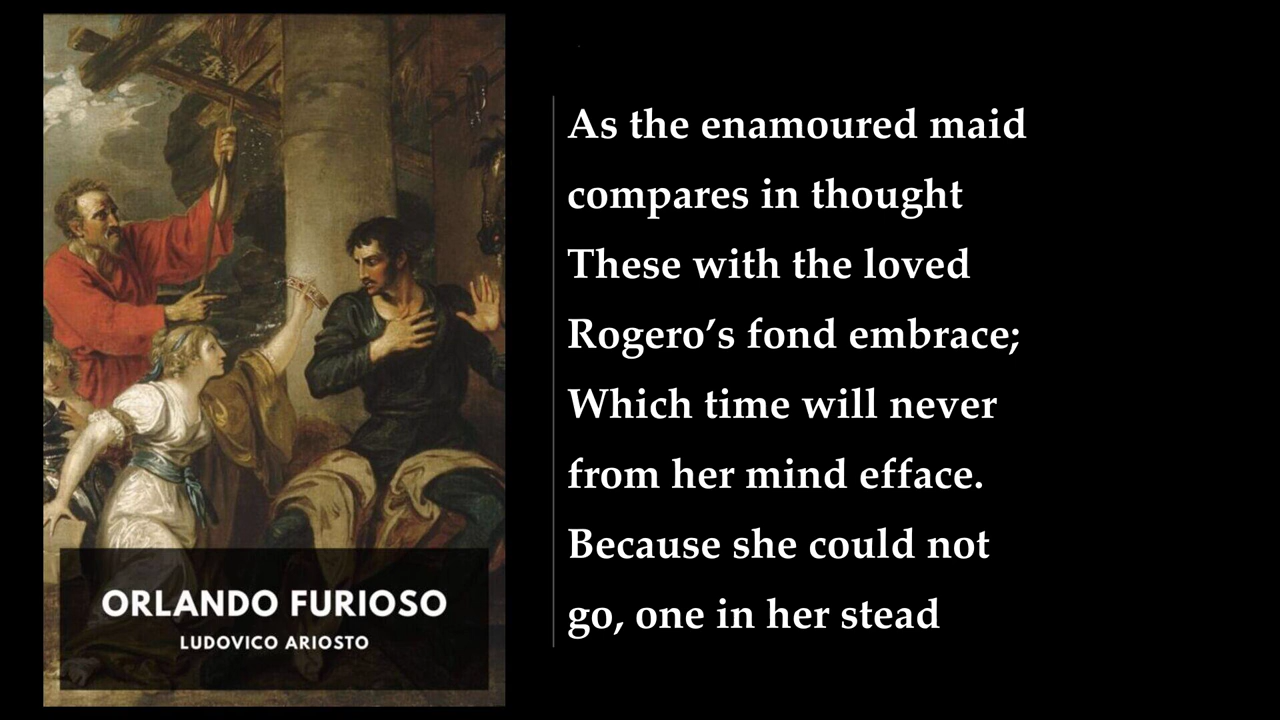 ORLANDO FURIOSO
LUDOVICO ARIOSTO
As the enamoured maid
compares in thought
These with the loved
Rogero’s fond embrace;
Which time will never
from her mind efface.
Because she could not
go, one in her stead